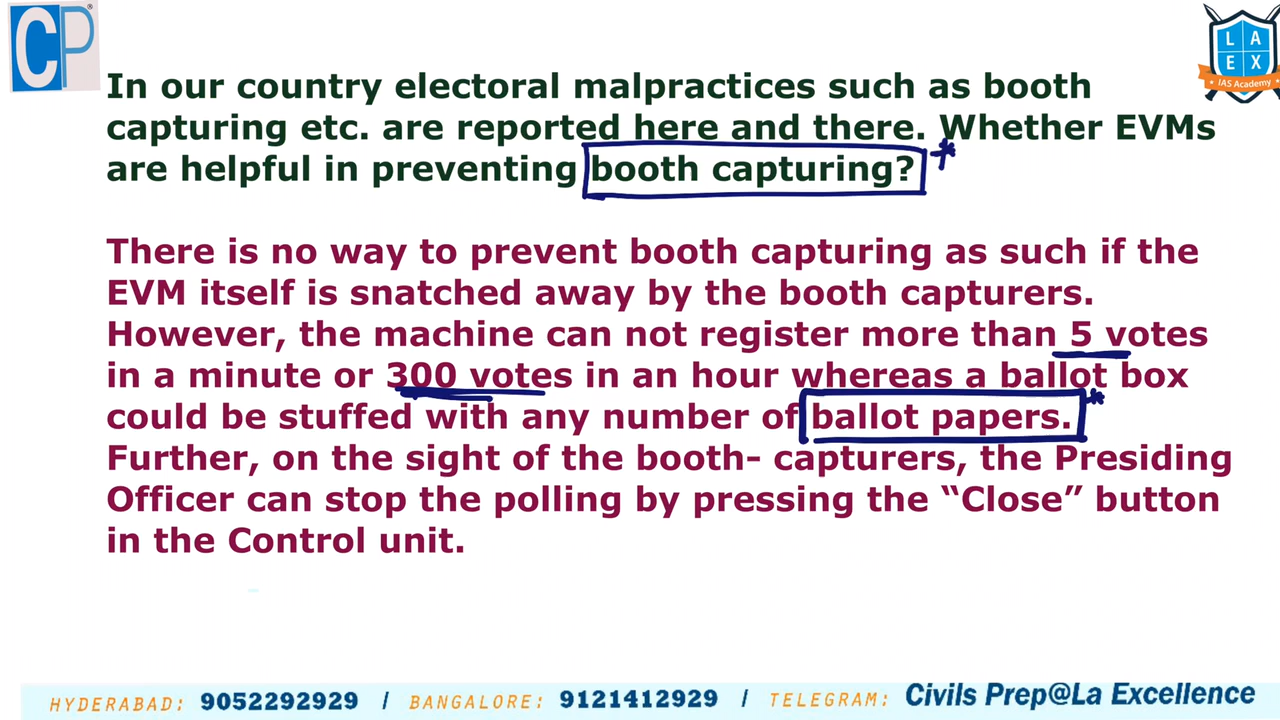 CP®
LA
EX
IAS Academy
In our country electoral malpractices such as booth
capturing etc. are reported here and there. Whether EVMs
are helpful in preventing booth capturing?
There is no way to prevent booth capturing as such if the
EVM itself is snatched away by the booth capturers.
However, the machine can not register more than 5 votes
in a minute or 300 votes in an hour whereas a ballot box
could be stuffed with any number of ballot papers.
Further, on the sight of the booth- capturers, the Presiding
Officer can stop the polling by pressing the “Close” button
in the Control unit.
HYDERABAD: 9052292929 / BANGALORE: 9121412929 / TELEGRAM: Civils Prep@La Excellence